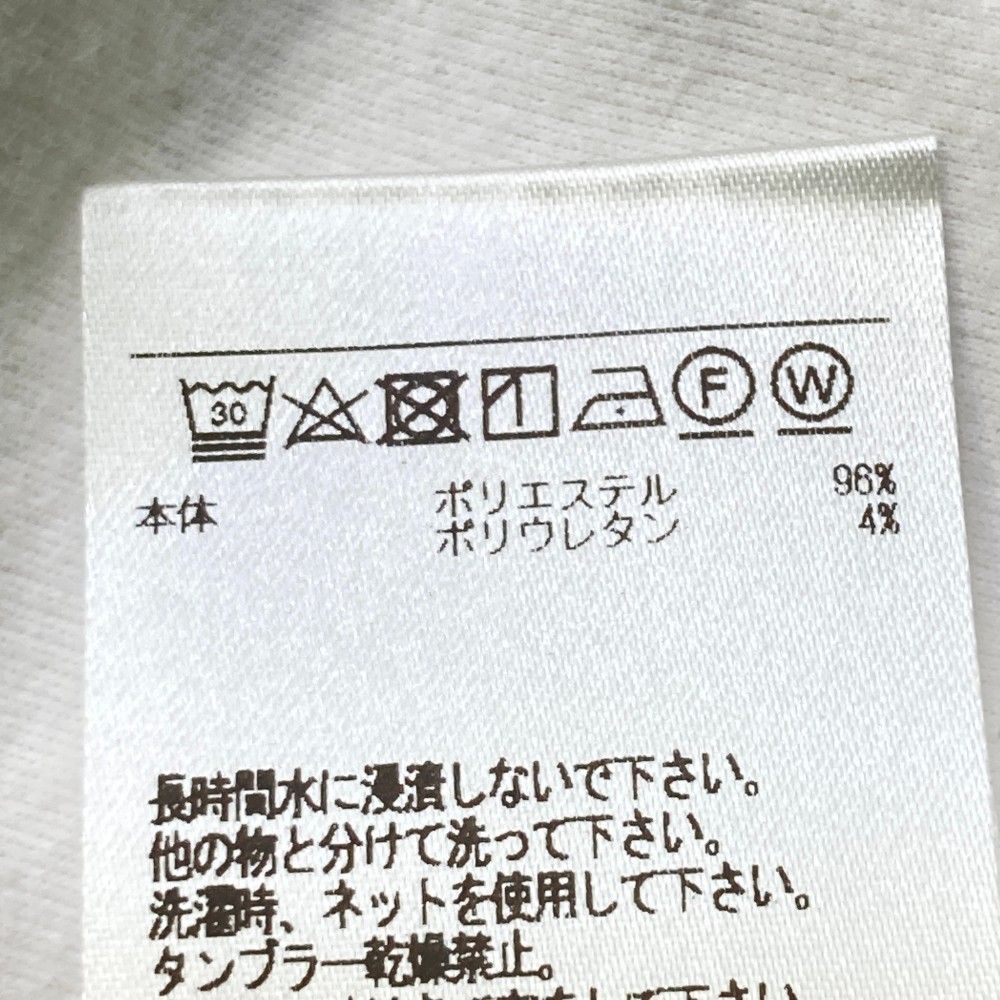 30 F W
本体 ポリエステル 96%
ポリウレタン 4%
長時間水に浸漬しないで下さい。
他の物と分けて洗って下さい。
洗濯時、ネットを使用して下さい。
タンブラー乾燥禁止。